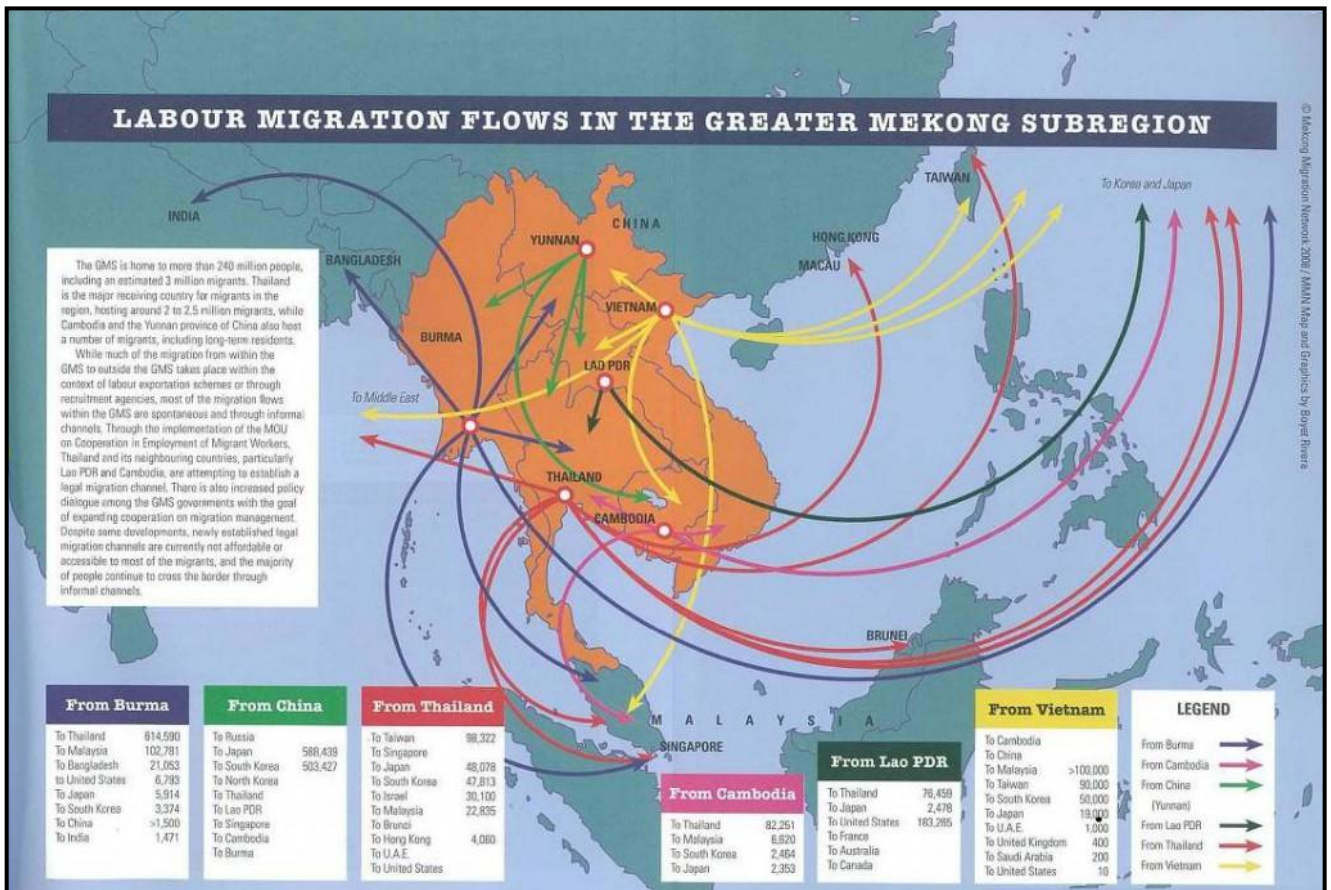 LABOUR MIGRATION FLOWS IN THE GREATER MEKONG SUBREGION
© Mekong Migration Network 2008 / MMN Map and Graphics by Boyet Rivera
INDIA
BANGLADESH
CHINA
YUNNAN
TAIWAN
To Korea and Japan
HONG KONG
MACAU
VIETNAM
BURMA
LAO PDR
To Middle East
THAILAND
CAMBODIA
BRUNEI
MALAYSIA
SINGAPORE
The GMS is home to more than 240 million people,
including an estimated 3 million migrants. Thailand
is the major receiving country for migrants in the
region, hosting around 2 to 2.5 million migrants, while
Cambodia and the Yunnan province of China also host
a number of migrants, including long-term residents.
While much of the migration from within the
GMS to outside the GMS takes place within the
context of labour exportation schemes or through
recruitment agencies, most of the migration flows
within the GMS are spontaneous and through informal
channels. Through the implementation of the MOU
on Cooperation in Employment of Migrant Workers,
Thailand and its neighbouring countries, particularly
Lao PDR and Cambodia, are attempting to establish a
legal migration channel. There is also increased policy
dialogue among the GMS governments with the goal
of expanding cooperation on migration management.
Despite some developments, newly established legal
migration channels are currently not affordable or
accessible to most of the migrants, and the majority
of people continue to cross the border through
informal channels.
From Burma
To Thailand 614,590
To Malaysia 102,781
To Bangladesh 21,053
to United States 6,793
To Japan 5,914
To South Korea 3,374
To China >1,500
To India 1,471
From China
To Russia
To Japan 588,439
To South Korea 503,427
To North Korea
To Thailand
To Lao PDR
To Singapore
To Cambodia
To Burma
From Thailand
To Taiwan 98,322
To Singapore
To Japan 48,078
To South Korea 47,813
To Israel 30,100
To Malaysia 22,835
To Brunei
To Hong Kong 4,060
To U.A.E.
To United States
From Cambodia
To Thailand 82,251
To Malaysia 6,620
To South Korea 2,464
To Japan 2,353
From Lao PDR
To Thailand 76,459
To Japan 2,478
To United States 183,265
To France
To Australia
To Canada
From Vietnam
To Cambodia
To China
To Malaysia >100,000
To Taiwan 90,000
To South Korea 50,000
To Japan 19,000
To U.A.E. 1,000
To United Kingdom 400
To Saudi Arabia 200
To United States 10
LEGEND
From Burma
From Cambodia
From China
(Yunnan)
From Lao PDR
From Thailand
From Vietnam